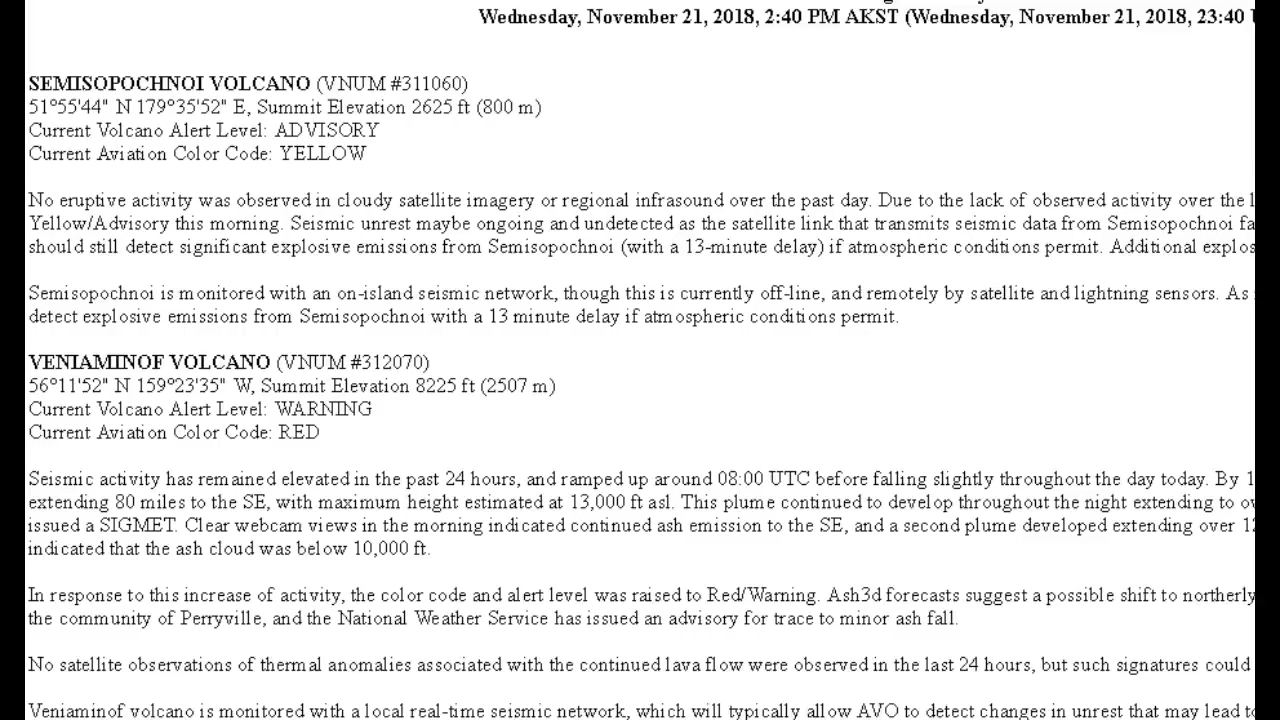 Wednesday, November 21, 2018, 2:40 PM AKST (Wednesday, November 21, 2018, 23:40
SEMISOPOCHNOI VOLCANO (VNUM #311060)
51°55'44" N 179°35'52" E, Summit Elevation 2625 ft (800 m)
Current Volcano Alert Level: ADVISORY
Current Aviation Color Code: YELLOW
No eruptive activity was observed in cloudy satellite imagery or regional infrasound over the past day. Due to the lack of observed activity over the
Yellow/Advisory this morning. Seismic unrest maybe ongoing and undetected as the satellite link that transmits seismic data from Semisopochnoi fa
should still detect significant explosive emissions from Semisopochnoi (with a 13-minute delay) if atmospheric conditions permit. Additional explos
Semisopochnoi is monitored with an on-island seismic network, though this is currently off-line, and remotely by satellite and lightning sensors. As
detect explosive emissions from Semisopochnoi with a 13 minute delay if atmospheric conditions permit.
VENIAMINOF VOLCANO (VNUM #312070)
56°11'52" N 159°23'35" W, Summit Elevation 8225 ft (2507 m)
Current Volcano Alert Level: WARNING
Current Aviation Color Code: RED
Seismic activity has remained elevated in the past 24 hours, and ramped up around 08:00 UTC before falling slightly throughout the day today. By 1
extending 80 miles to the SE, with maximum height estimated at 13,000 ft asl. This plume continued to develop throughout the night extending to ov
issued a SIGMET. Clear webcam views in the morning indicated continued ash emission to the SE, and a second plume developed extending over 12
indicated that the ash cloud was below 10,000 ft.
In response to this increase of activity, the color code and alert level was raised to Red/Warning. Ash3d forecasts suggest a possible shift to northerly
the community of Perryville, and the National Weather Service has issued an advisory for trace to minor ash fall.
No satellite observations of thermal anomalies associated with the continued lava flow were observed in the last 24 hours, but such signatures could
Veniaminof volcano is monitored with a local real-time seismic network, which will typically allow AVO to detect changes in unrest that may lead to